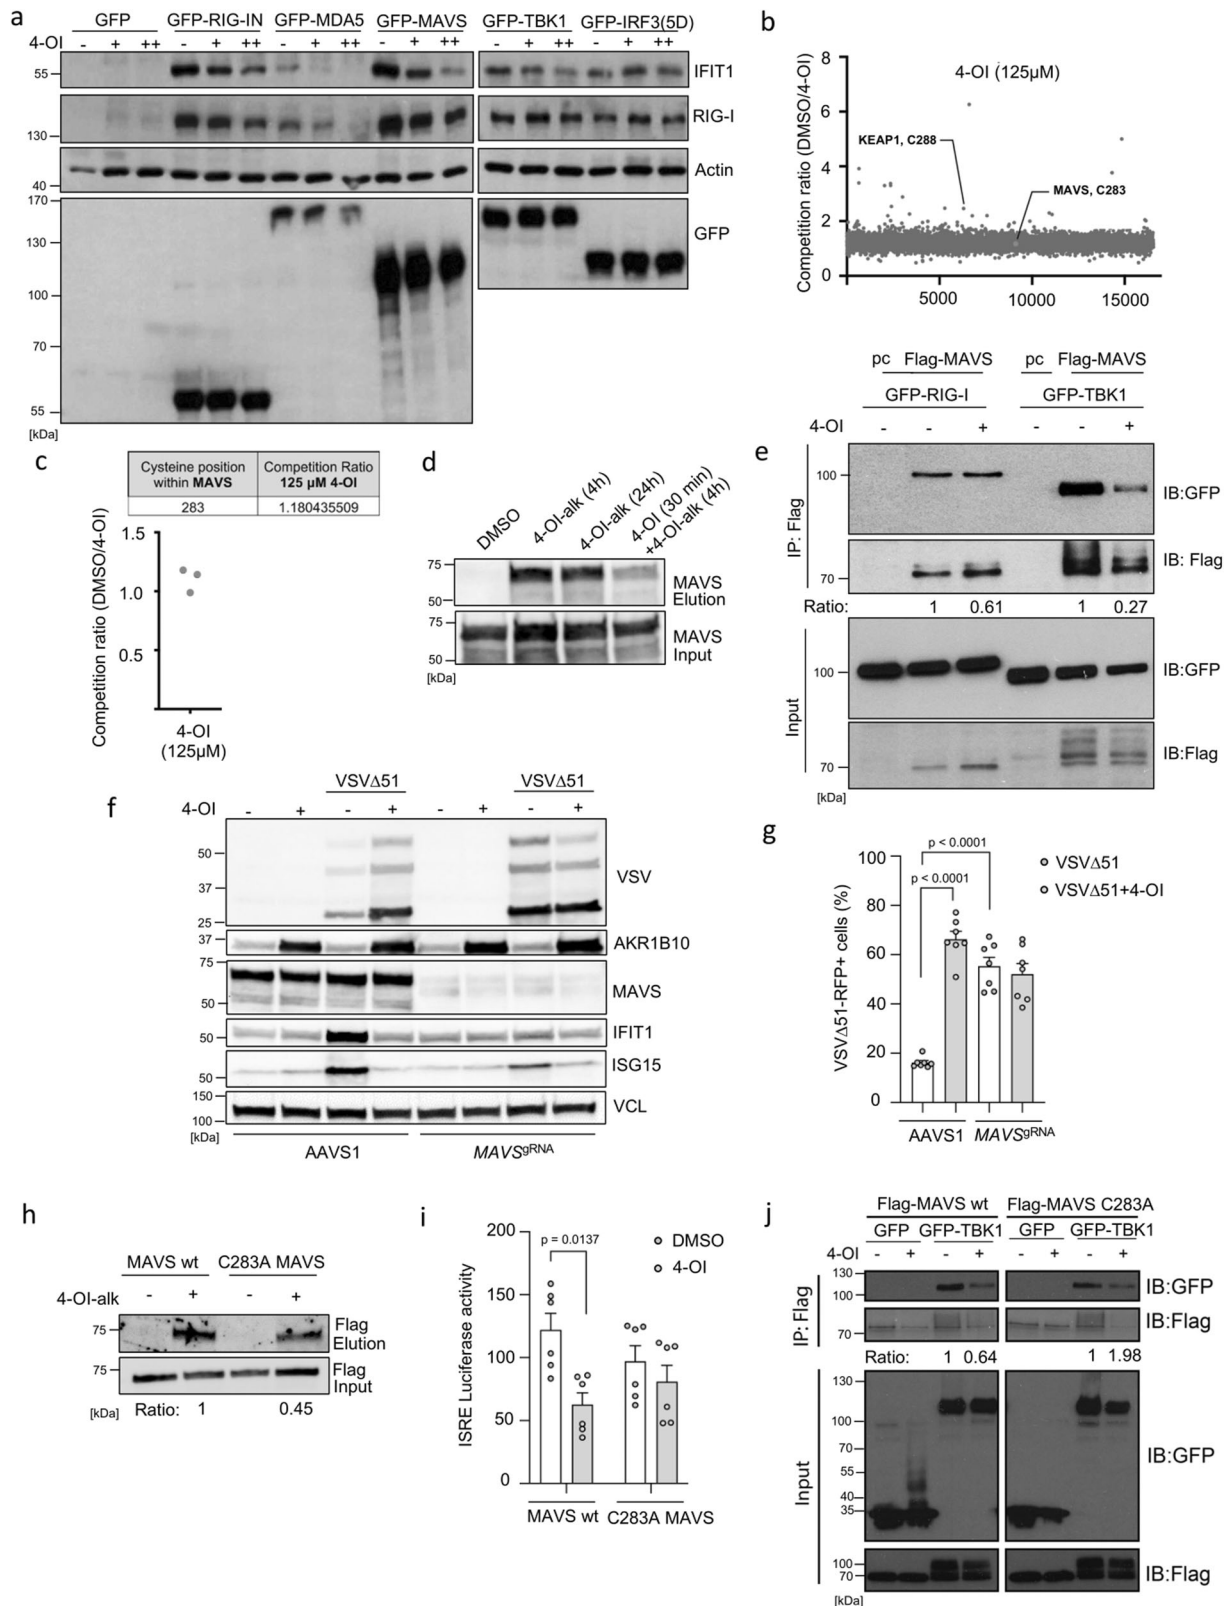 a
GFP GFP-RIG-IN GFP-MDA5 GFP-MAVS GFP-TBK1 GFP-IRF3(5D)
4-OI - + ++ - + ++ - + ++ - + ++ - + ++ - + ++
55 IFIT1
130 RIG-I
40 Actin
170
130
100
70
55
GFP
[kDa]
b
4-OI (125µM)
Competition ratio (DMSO/4-OI)
8
6
4
2
0
KEAP1, C288
MAVS, C283
5000 10000 15000
c
Cysteine position within MAVS
Competition Ratio 125 µM 4-OI
283 1.180435509
Competition ratio (DMSO/4-OI)
1.5
1.0
0.5
4-OI
(125µM)
d
DMSO
4-OI-alk (4h)
4-OI-alk (24h)
4-OI (30 min)
+4-OI-alk (4h)
75
50
MAVS
Elution
75
50
MAVS
Input
[kDa]
e
pc Flag-MAVS pc Flag-MAVS
GFP-RIG-I GFP-TBK1
4-OI - - + - - +
IP: Flag
100 IB:GFP
70 IB: Flag
Ratio: 1 0.61 1 0.27
Input
100 IB:GFP
70 IB:Flag
[kDa]
f
VSVΔ51 VSVΔ51
4-OI - + - + - + - +
50
37
25
VSV
37 AKR1B10
75
50
MAVS
50 IFIT1
50 ISG15
150
100
VCL
[kDa]
AAVS1 MAVSgRNA
g
VSVΔ51-RFP+ cells (%)
100
80
60
40
20
0
p < 0.0001
p < 0.0001
VSVΔ51
VSVΔ51+4-OI
AAVS1 MAVSgRNA
h
MAVS wt C283A MAVS
4-OI-alk - + - +
75 Flag
Elution
75 Flag
Input
[kDa] Ratio: 1 0.45
i
ISRE Luciferase activity
200
150
100
50
0
p = 0.0137
DMSO
4-OI
MAVS wt C283A MAVS
j
Flag-MAVS wt Flag-MAVS C283A
GFP GFP-TBK1 GFP GFP-TBK1
4-OI - + - + - + - +
IP: Flag
130
100
IB:GFP
70 IB:Flag
Ratio: 1 0.64 1 1.98
Input
130
100
70
55
40
35
IB:GFP
100
70
IB:Flag
[kDa]